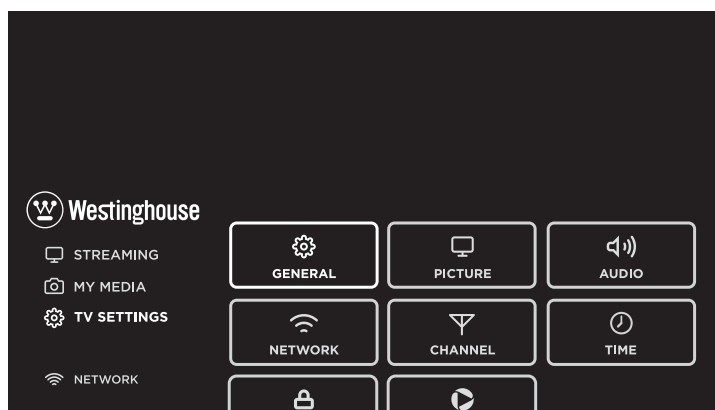 Westinghouse
STREAMING
MY MEDIA
TV SETTINGS
NETWORK
GENERAL
PICTURE
AUDIO
NETWORK
CHANNEL
TIME